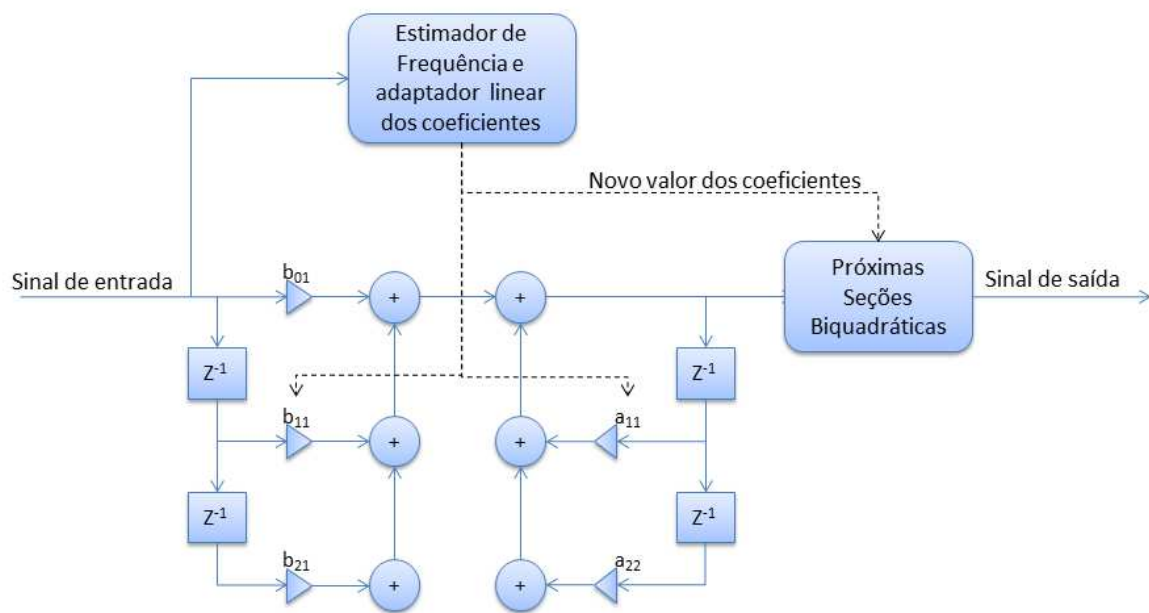 Estimador de
Frequência e
adaptador linear
dos coeficientes
Novo valor dos coeficientes
Sinal de entrada
b01
+
+
Próximas
Seções
Biquadráticas
Sinal de saída
Z-1
Z-1
b11
+
+
a11
Z-1
Z-1
b21
+
+
a22